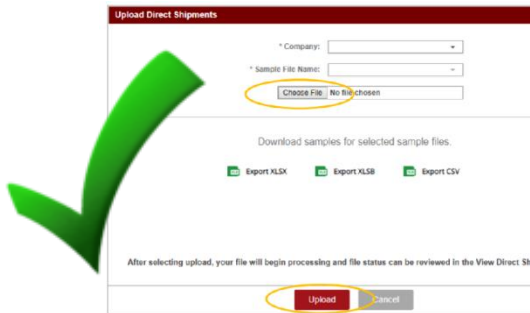 Upload Direct Shipments
* Company:
* Sample File Name:
Choose File No file chosen
Download samples for selected sample files.
Export XLSX Export XLSB Export CSV
After selecting upload, your file will begin processing and file status can be reviewed in the View Direct Sh
Upload Cancel